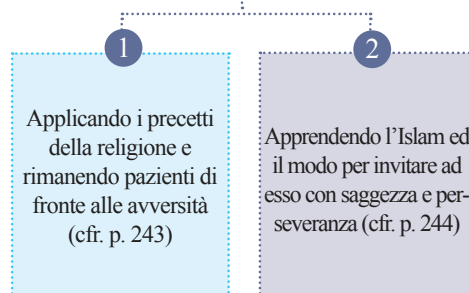 1
Applicando i precetti
della religione e
rimanendo pazienti di
fronte alle avversità
(cfr. p. 243)
2
Apprendendo l’Islam ed
il modo per invitare ad
esso con saggezza e per-
severanza (cfr. p. 244)